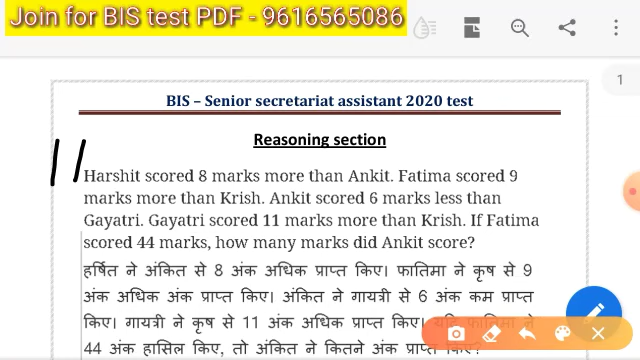 Join for BIS test PDF - 9616565086
1
BIS – Senior secretariat assistant 2020 test
Reasoning section
Harshit scored 8 marks more than Ankit. Fatima scored 9
marks more than Krish. Ankit scored 6 marks less than
Gayatri. Gayatri scored 11 marks more than Krish. If Fatima
scored 44 marks, how many marks did Ankit score?
हर्षित ने अंकित से 8 अंक अधिक प्राप्त किए। फातिमा ने कृष से 9
अंक अधिक अंक प्राप्त किए। अंकित ने गायत्री से 6 अंक कम प्राप्त
किए। गायत्री ने कृष से 11 अंक अधिक प्राप्त किए। यदि फातिमा ने
44 अंक हासिल किए, तो अंकित ने कितने अंक प्राप्त किए?